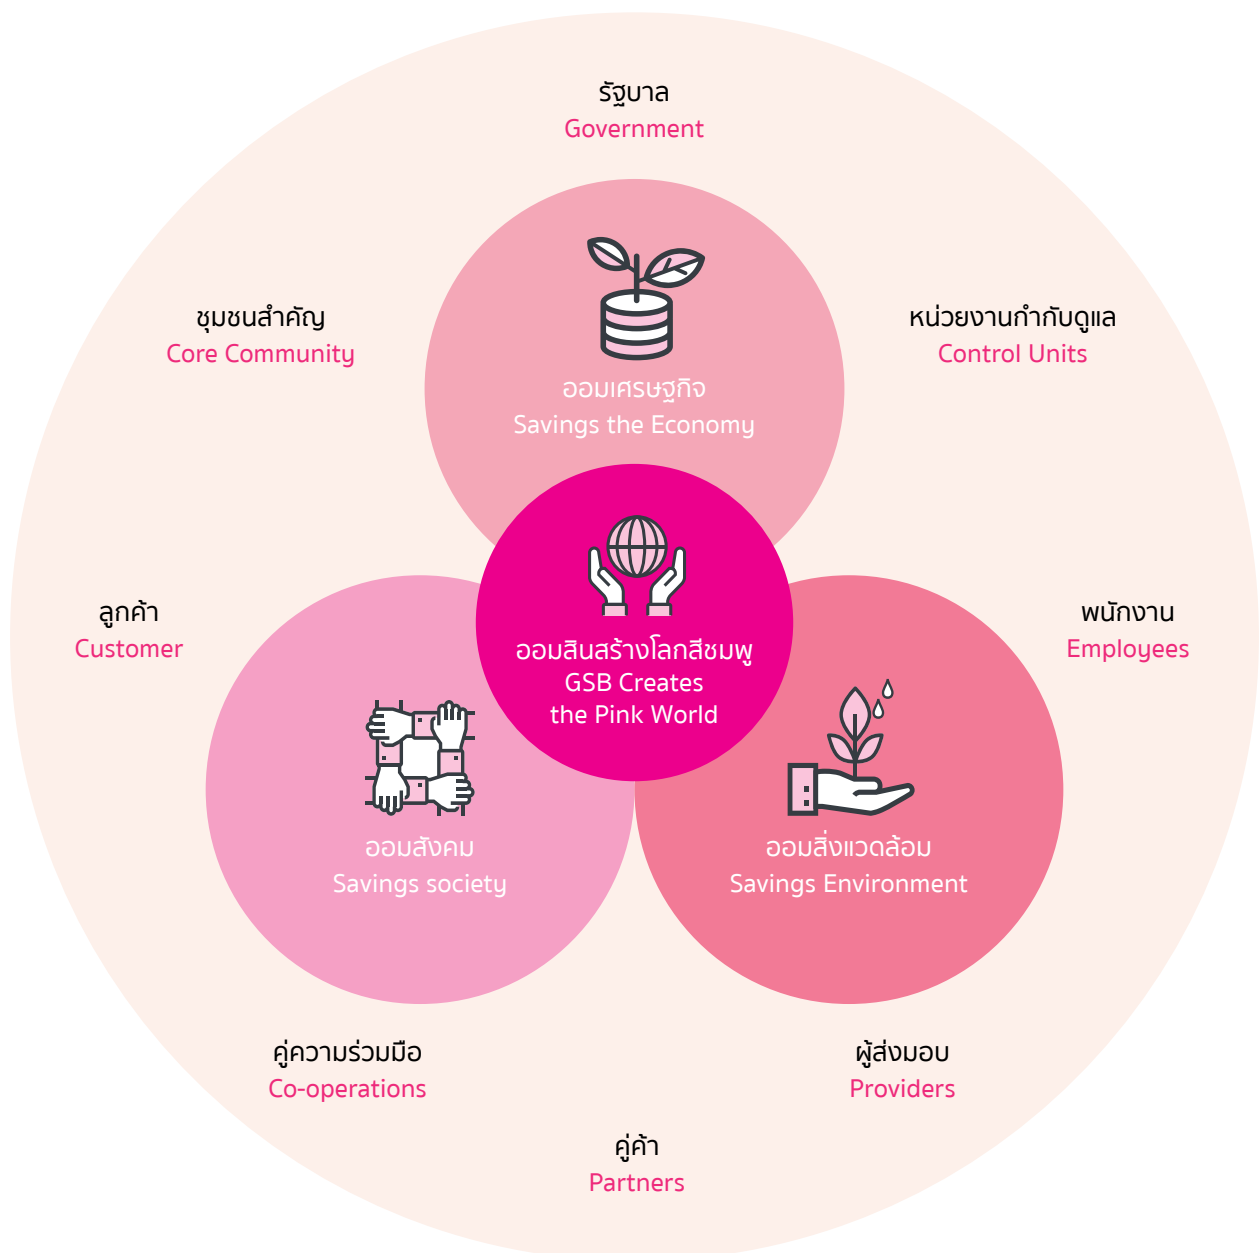 รัฐบาล
Government
ชุมชนสำคัญ
Core Community
หน่วยงานกำกับดูแล
Control Units
ออมเศรษฐกิจ
Savings the Economy
ลูกค้า
Customer
พนักงาน
Employees
ออมสินสร้างโลกสีชมพู
GSB Creates
the Pink World
ออมสังคม
Savings society
ออมสิ่งแวดล้อม
Savings Environment
คู่ความร่วมมือ
Co-operations
ผู้ส่งมอบ
Providers
คู่ค้า
Partners